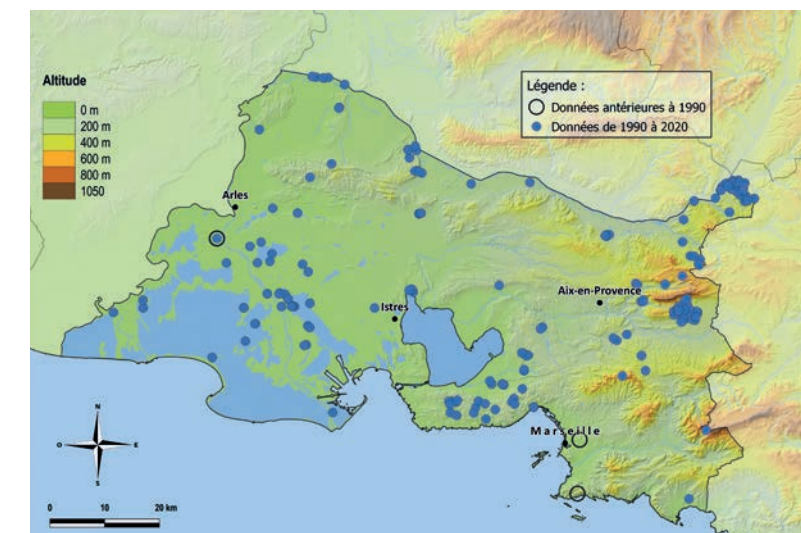 Altitude
0 m
200 m
400 m
600 m
800 m
1050
Légende :
Données antérieures à 1990
Données de 1990 à 2020
Arles
Istres
Aix-en-Provence
Marseille
N
O
E
S
0
10
20 km